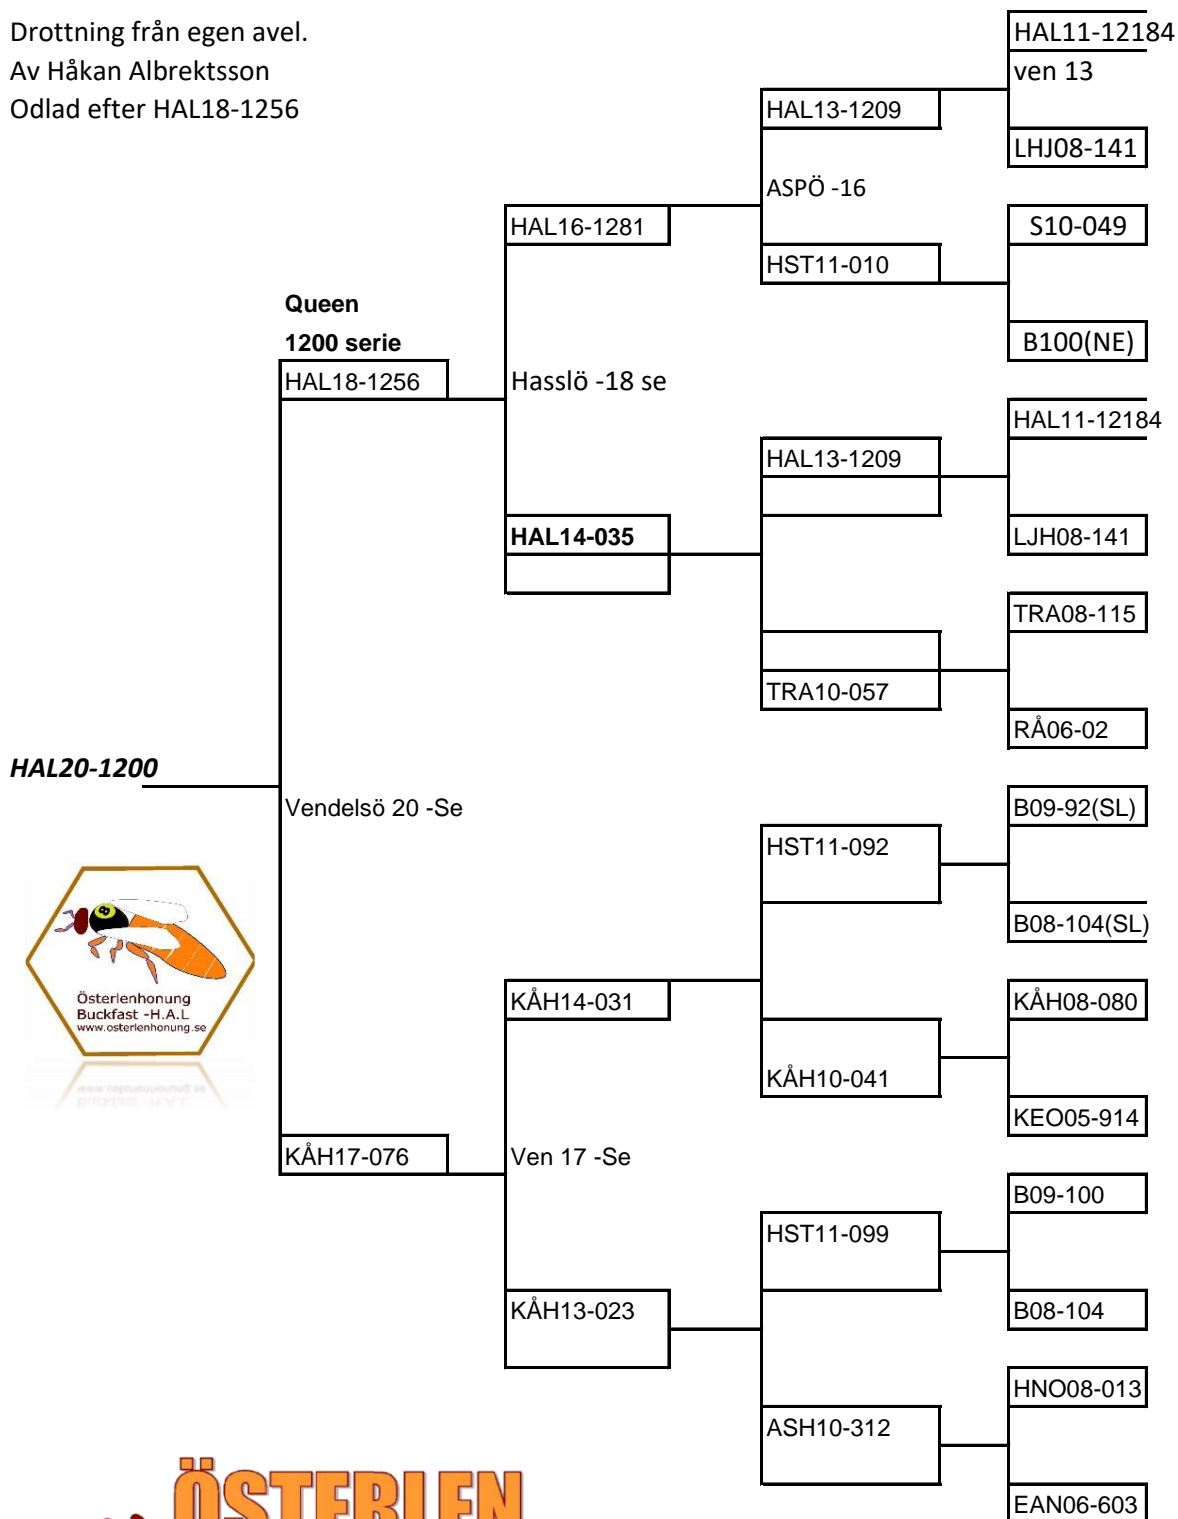 Drottning från egen avel.
Av Håkan Albrektsson
Odlad efter HAL18-1256
HAL11-12184
ven 13
HAL13-1209
LHJ08-141
ASPÖ -16
HAL16-1281
S10-049
HST11-010
B100(NE)
Queen
1200 serie
HAL18-1256
Hasslö -18 se
HAL11-12184
HAL13-1209
HAL14-035
LJH08-141
TRA08-115
TRA10-057
RÅ06-02
HAL20-1200
Vendelsö 20 -Se
B09-92(SL)
HST11-092
B08-104(SL)
8
Österlenhonung
Buckfast -H.A.L
www.osterlenhonung.se
KÅH14-031
KÅH08-080
KÅH10-041
KEO05-914
KÅH17-076
Ven 17 -Se
B09-100
HST11-099
KÅH13-023
B08-104
HNO08-013
ASH10-312
EAN06-603
ÖSTERLEN